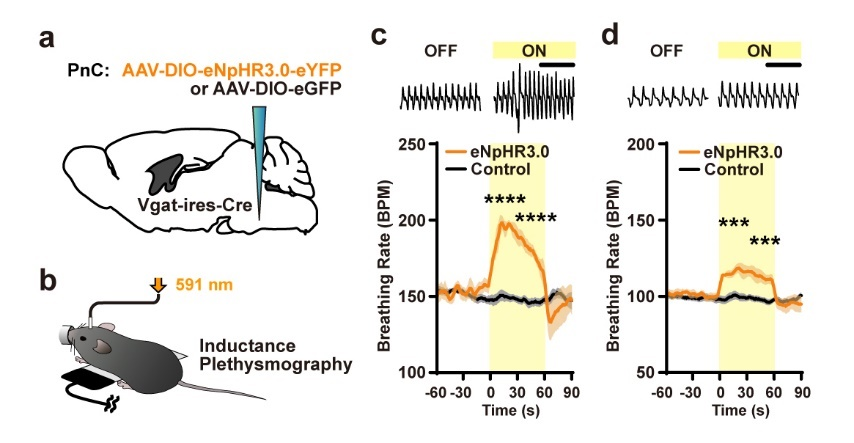 a
PnC: AAV-DIO-eNpHR3.0-eYFP
or AAV-DIO-eGFP
Vgat-ires-Cre
b
591 nm
Inductance
Plethysmography
c
OFF
ON
250
200
150
100
Breathing Rate (BPM)
eNpHR3.0
Control
****
****
-60
-30
0
30
60
90
Time (s)
d
OFF
ON
200
150
100
50
Breathing Rate (BPM)
eNpHR3.0
Control
***
***
-60
-30
0
30
60
90
Time (s)